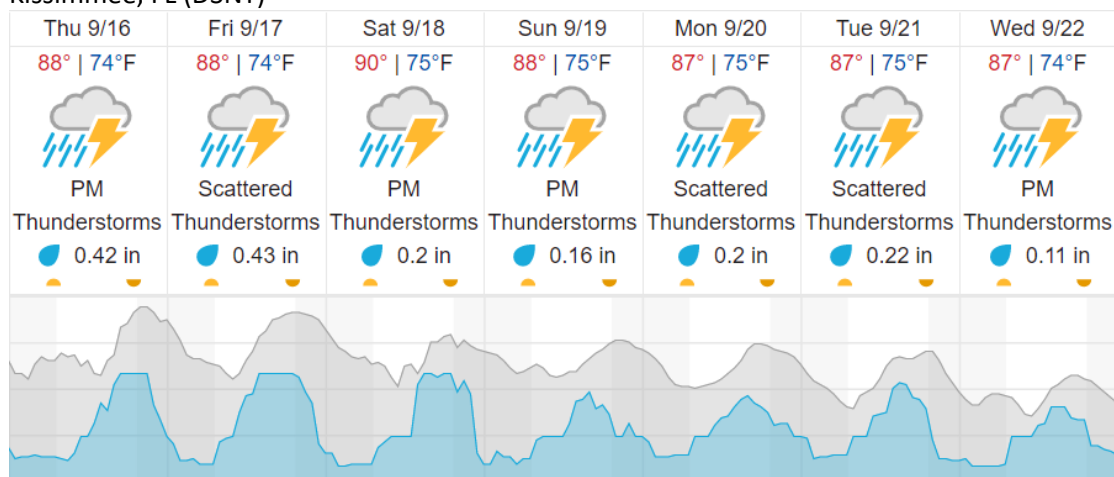 Kissimmee, FL (DSNY)
Thu 9/16 Fri 9/17 Sat 9/18 Sun 9/19 Mon 9/20 Tue 9/21 Wed 9/22
88° | 74°F 88° | 74°F 90° | 75°F 88° | 75°F 87° | 75°F 87° | 75°F 87° | 74°F
PM Scattered PM PM Scattered Scattered PM
Thunderstorms Thunderstorms Thunderstorms Thunderstorms Thunderstorms Thunderstorms Thunderstorms
0.42 in 0.43 in 0.2 in 0.16 in 0.2 in 0.22 in 0.11 in